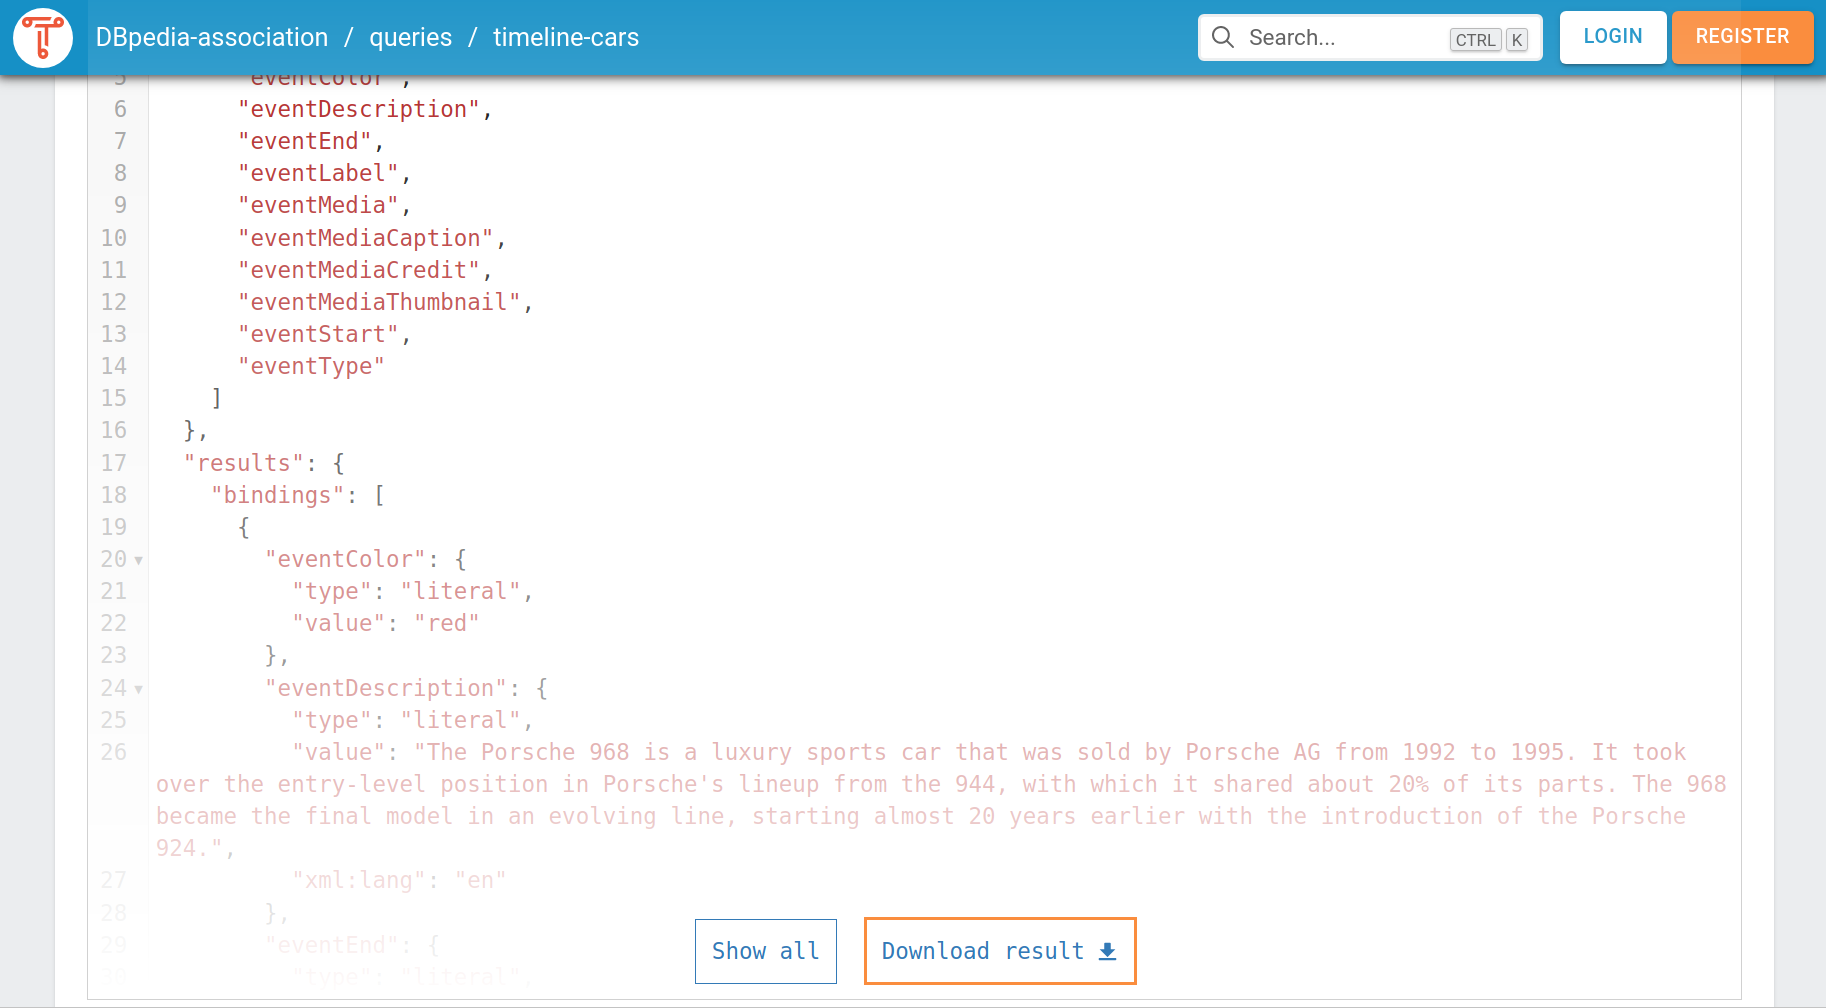 DBpedia-association / queries / timeline-cars
Search... CTRL K
LOGIN
REGISTER
5 "eventColor",
6 "eventDescription",
7 "eventEnd",
8 "eventLabel",
9 "eventMedia",
10 "eventMediaCaption",
11 "eventMediaCredit",
12 "eventMediaThumbnail",
13 "eventStart",
14 "eventType"
15 ]
16 },
17 "results": {
18 "bindings": [
19 {
20 "eventColor": {
21 "type": "literal",
22 "value": "red"
23 },
24 "eventDescription": {
25 "type": "literal",
26 "value": "The Porsche 968 is a luxury sports car that was sold by Porsche AG from 1992 to 1995. It took
over the entry-level position in Porsche's lineup from the 944, with which it shared about 20% of its parts. The 968
became the final model in an evolving line, starting almost 20 years earlier with the introduction of the Porsche
924.",
27 "xml:lang": "en"
28 },
29 "eventEnd": {
30 "type": "literal",
Show all
Download result